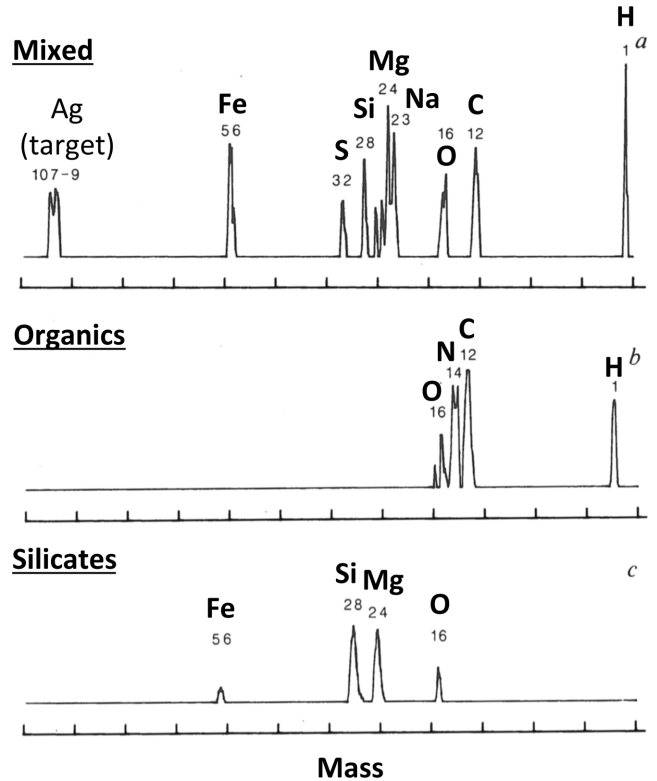 H
Mixed
1 a
Mg
Ag
Fe
24
Na
C
(target)
56
Si
23
16
12
S
28
O
107-9
32
Organics
C
N
12
b
H
14
O
1
16
Silicates
c
Si
Mg
Fe
28
24
O
56
16
Mass